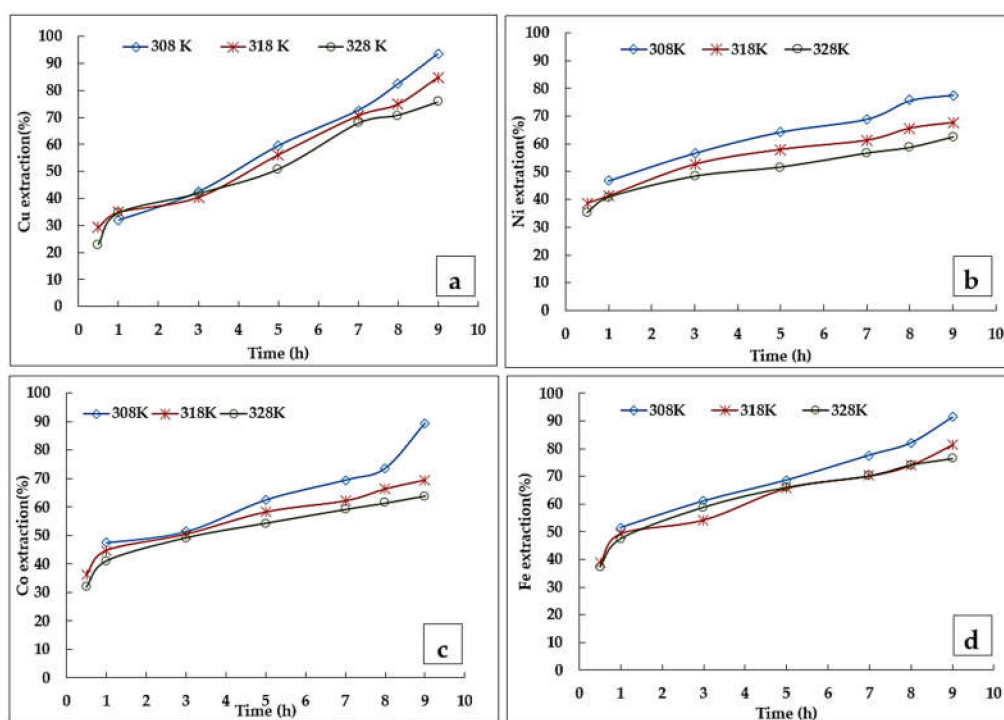 308 K 318 K 328 K
100
90
80
70
60
50
40
30
20
10
0
Cu extraction(%)
a
0 1 2 3 4 5 6 7 8 9 10
Time (h)
308K 318K 328K
100
90
80
70
60
50
40
30
20
10
0
Ni extration(%)
b
0 1 2 3 4 5 6 7 8 9 10
Time (h)
308K 318K 328K
100
90
80
70
60
50
40
30
20
10
0
Co extraction(%)
c
0 1 2 3 4 5 6 7 8 9 10
Time (h)
308K 318K 328K
100
90
80
70
60
50
40
30
20
10
0
Fe extraction(%)
d
0 1 2 3 4 5 6 7 8 9 10
Time (h)